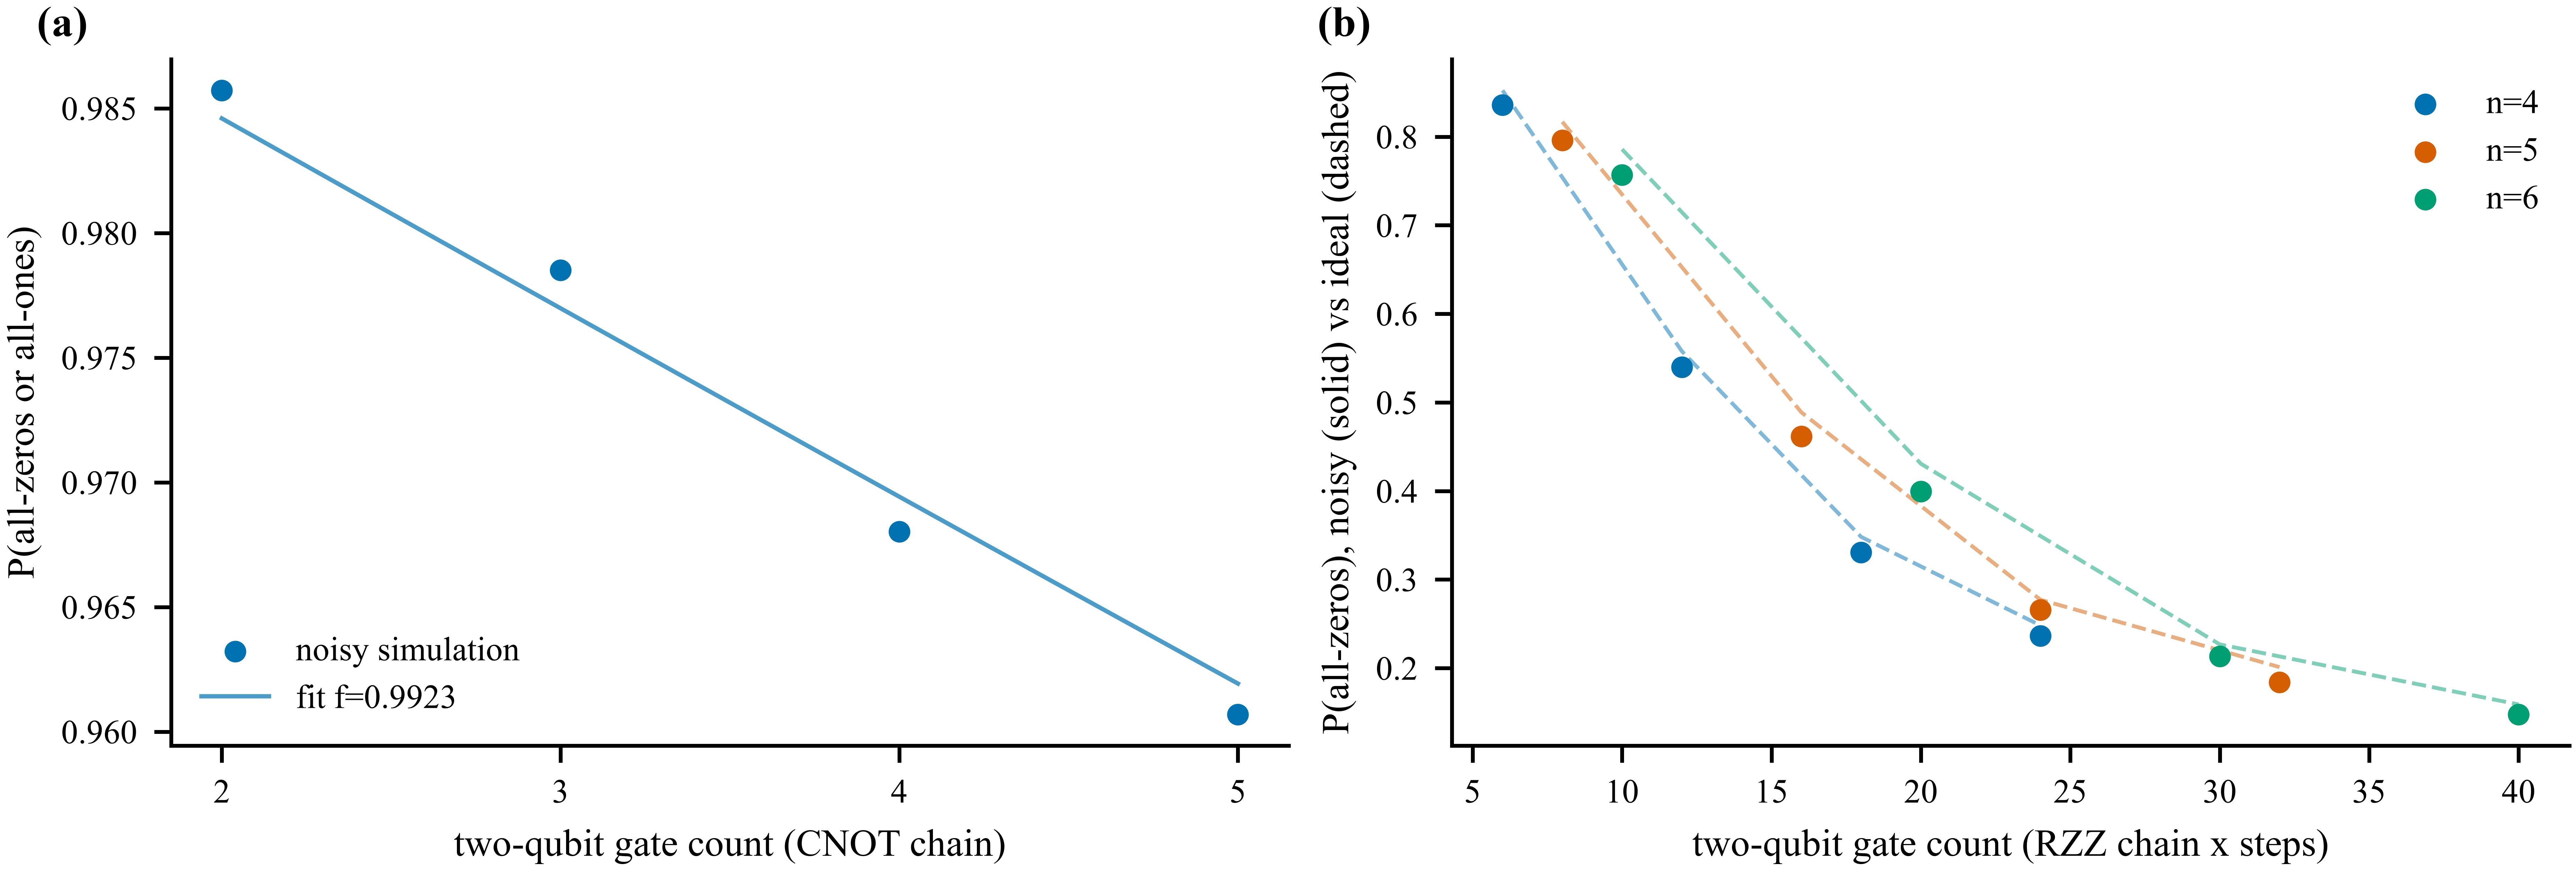 (a)
P(all-zeros or all-ones)
0.985
0.980
0.975
0.970
0.965
0.960
noisy simulation
fit f=0.9923
2 3 4 5
two-qubit gate count (CNOT chain)
(b)
P(all-zeros), noisy (solid) vs ideal (dashed)
0.8
0.7
0.6
0.5
0.4
0.3
0.2
n=4
n=5
n=6
5 10 15 20 25 30 35 40
two-qubit gate count (RZZ chain x steps)